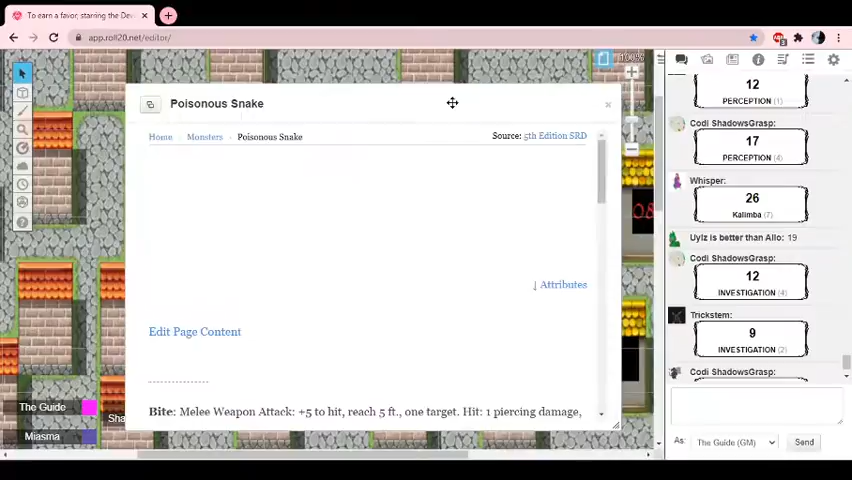 To earn a favor, starring the Dev
app.roll20.net/editor/
100%
Poisonous Snake
Home Monsters Poisonous Snake
Source: 5th Edition SRD
↓ Attributes
Edit Page Content
--------------------
Bite: Melee Weapon Attack: +5 to hit, reach 5 ft., one target. Hit: 1 piercing damage,
The Guide
Sha
Miasma
08
12
PERCEPTION (1)
Codi ShadowsGrasp:
17
PERCEPTION (4)
Whisper:
26
Kalimba (7)
Uylz is better than Allo: 19
Codi ShadowsGrasp:
12
INVESTIGATION (4)
Trickstem:
9
INVESTIGATION (2)
Codi ShadowsGrasp:
As: The Guide (GM) Send